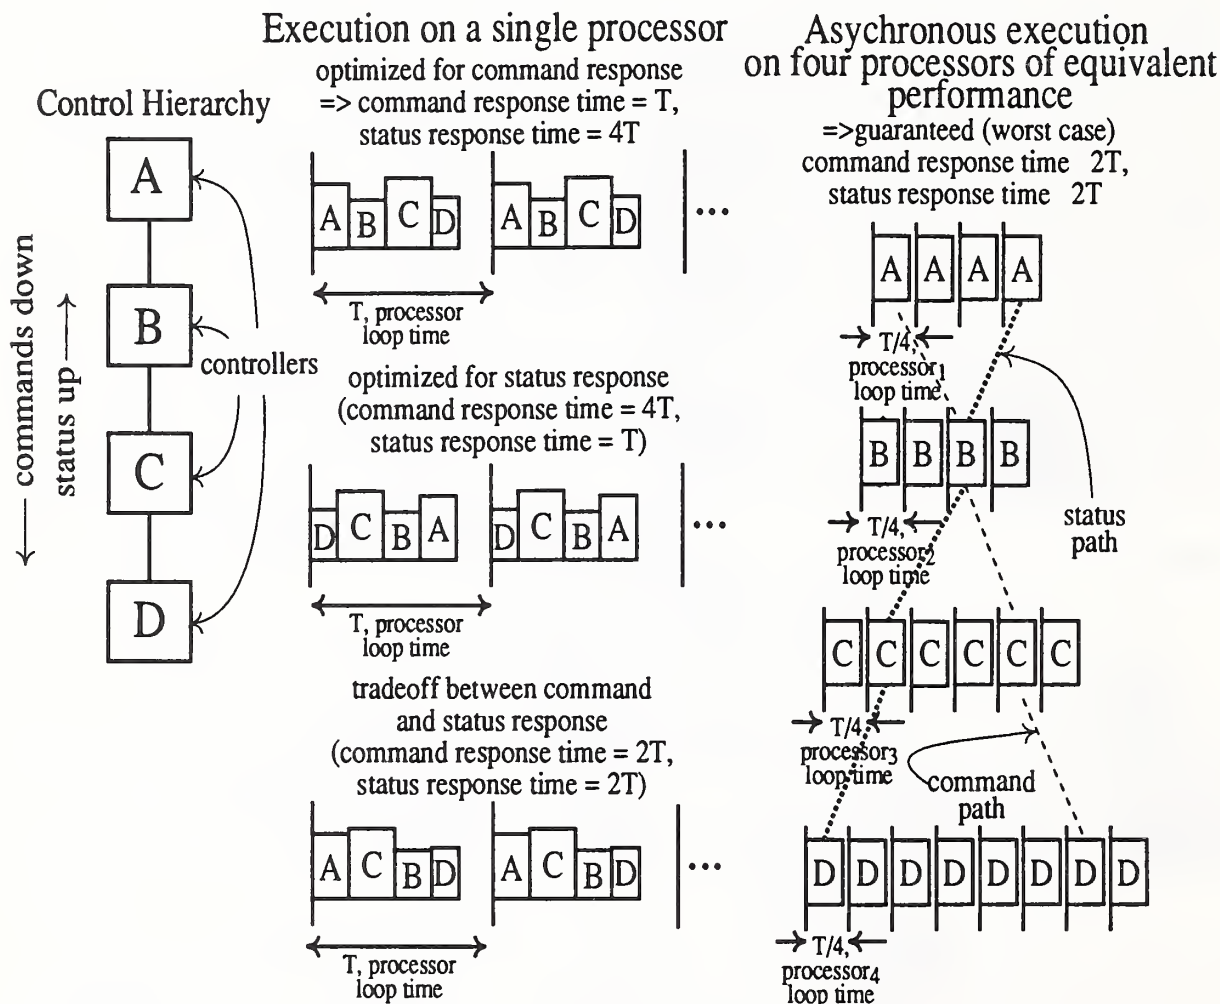 Execution on a single processor
optimized for command response
=> command response time = T,
status response time = 4T
Asychronous execution
on four processors of equivalent
performance
=>guaranteed (worst case)
command response time 2T,
status response time 2T
Control Hierarchy
A
B
C
D
commands down
status up
controllers
A B C D A B C D ...
T, processor
loop time
optimized for status response
(command response time = 4T,
status response time = T)
D C B A D C B A ...
T, processor
loop time
tradeoff between command
and status response
(command response time = 2T,
status response time = 2T)
A C B D A C B D ...
T, processor
loop time
A A A A
T/4,
processor1
loop time
B B B B
T/4,
processor2
loop time
status
path
C C C C C C
T/4
processor3
loop time
command
path
D D D D D D D D
T/4,
processor4
loop time